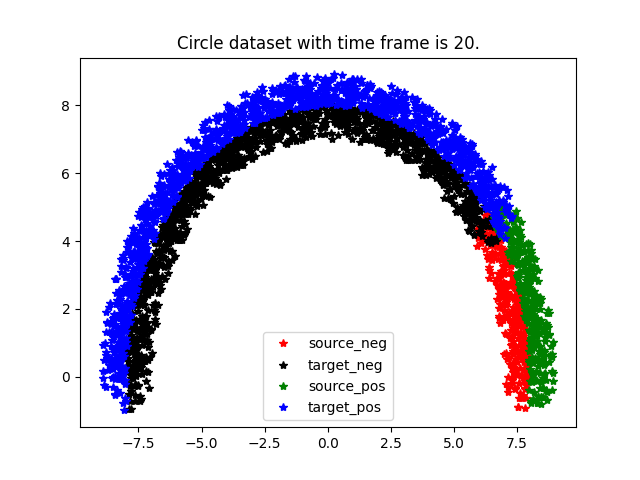 Circle dataset with time frame is 20.
8
6
4
2
0
−7.5 −5.0 −2.5 0.0 2.5 5.0 7.5
source_neg
target_neg
source_pos
target_pos